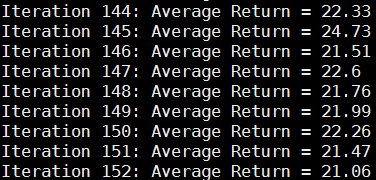 Iteration 144: Average Return = 22.33
Iteration 145: Average Return = 24.73
Iteration 146: Average Return = 21.51
Iteration 147: Average Return = 22.6
Iteration 148: Average Return = 21.76
Iteration 149: Average Return = 21.99
Iteration 150: Average Return = 22.26
Iteration 151: Average Return = 21.47
Iteration 152: Average Return = 21.06